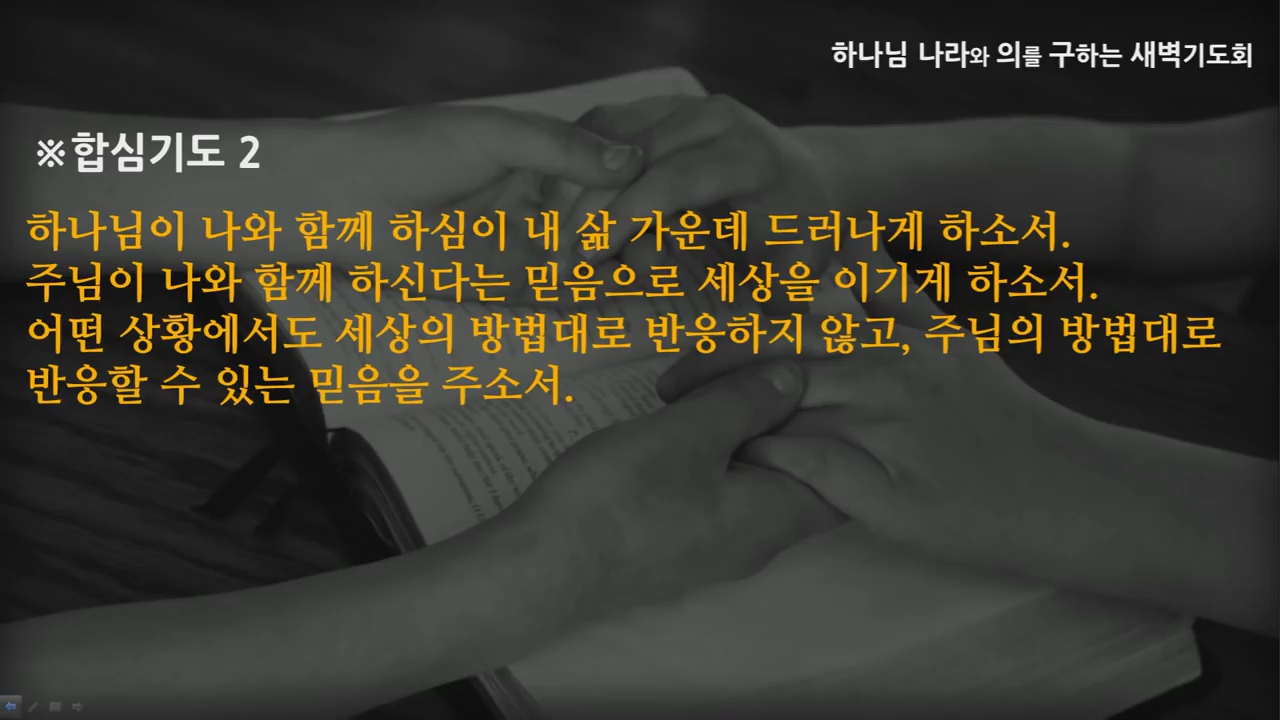 하나님 나라와 의를 구하는 새벽기도회
※합심기도 2
하나님이 나와 함께 하심이 내 삶 가운데 드러나게 하소서.
주님이 나와 함께 하신다는 믿음으로 세상을 이기게 하소서.
어떤 상황에서도 세상의 방법대로 반응하지 않고, 주님의 방법대로
반응할 수 있는 믿음을 주소서.